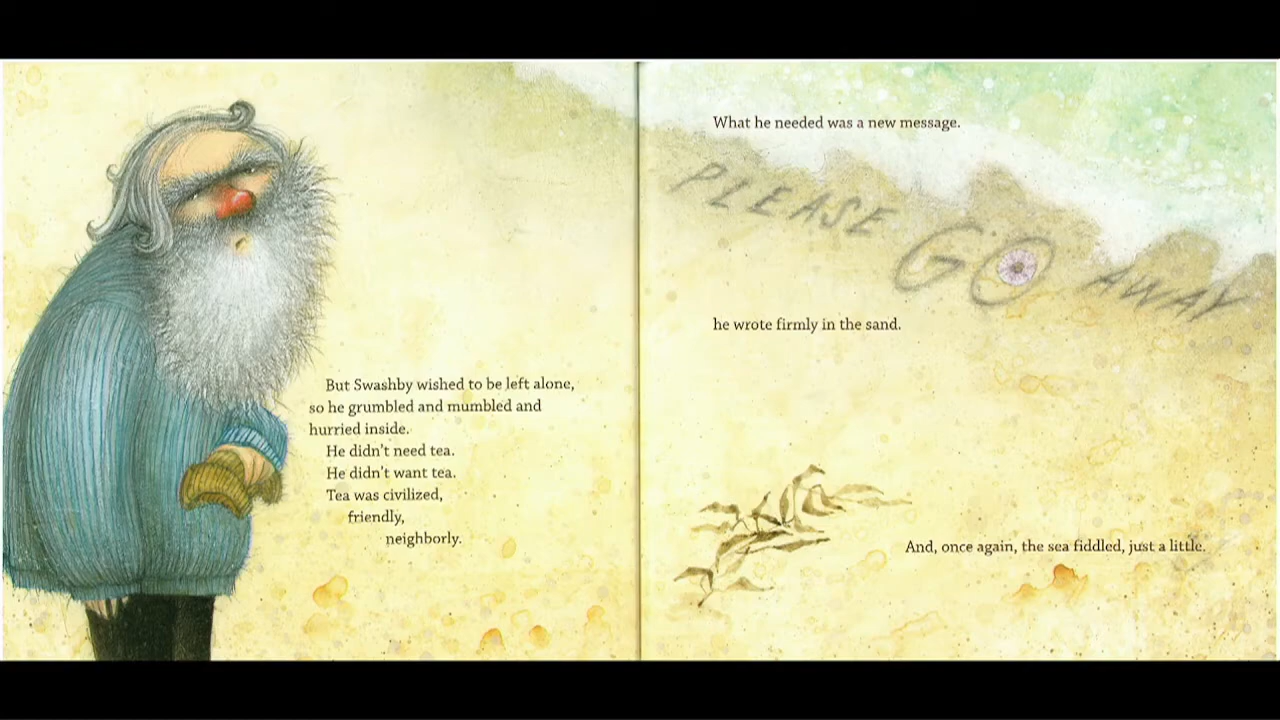 But Swashby wished to be left alone,
so he grumbled and mumbled and
hurried inside.
He didn't need tea.
He didn't want tea.
Tea was civilized,
friendly,
neighborly.
What he needed was a new message.
PLEASE GO AWAY
he wrote firmly in the sand.
And, once again, the sea fiddled, just a little.